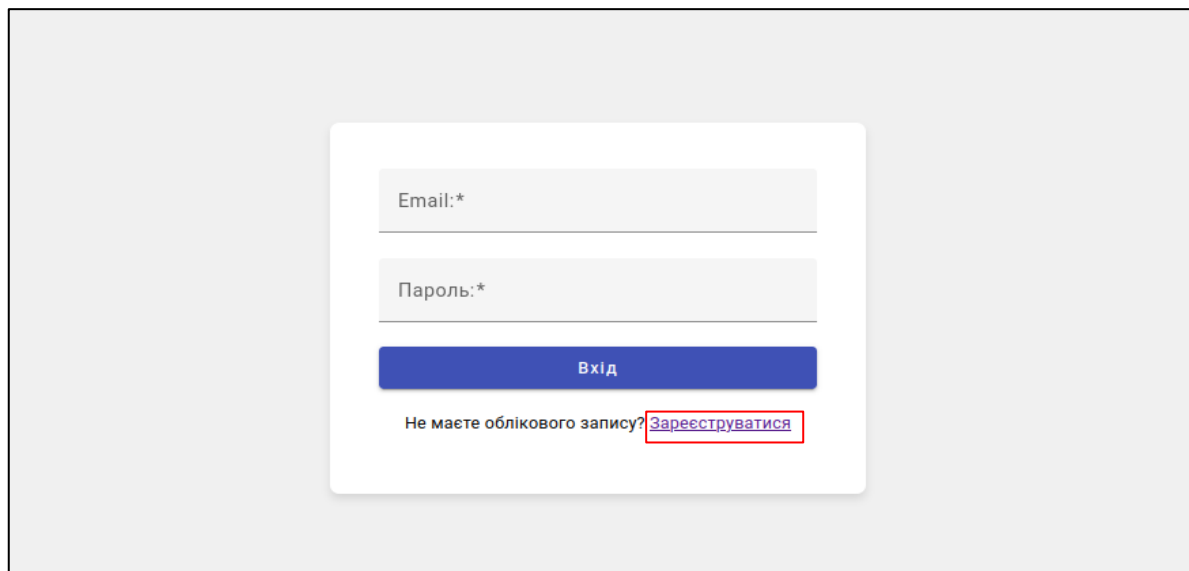 Email:*
Пароль:*
Вхід
Не маєте облікового запису? Зареєструватися